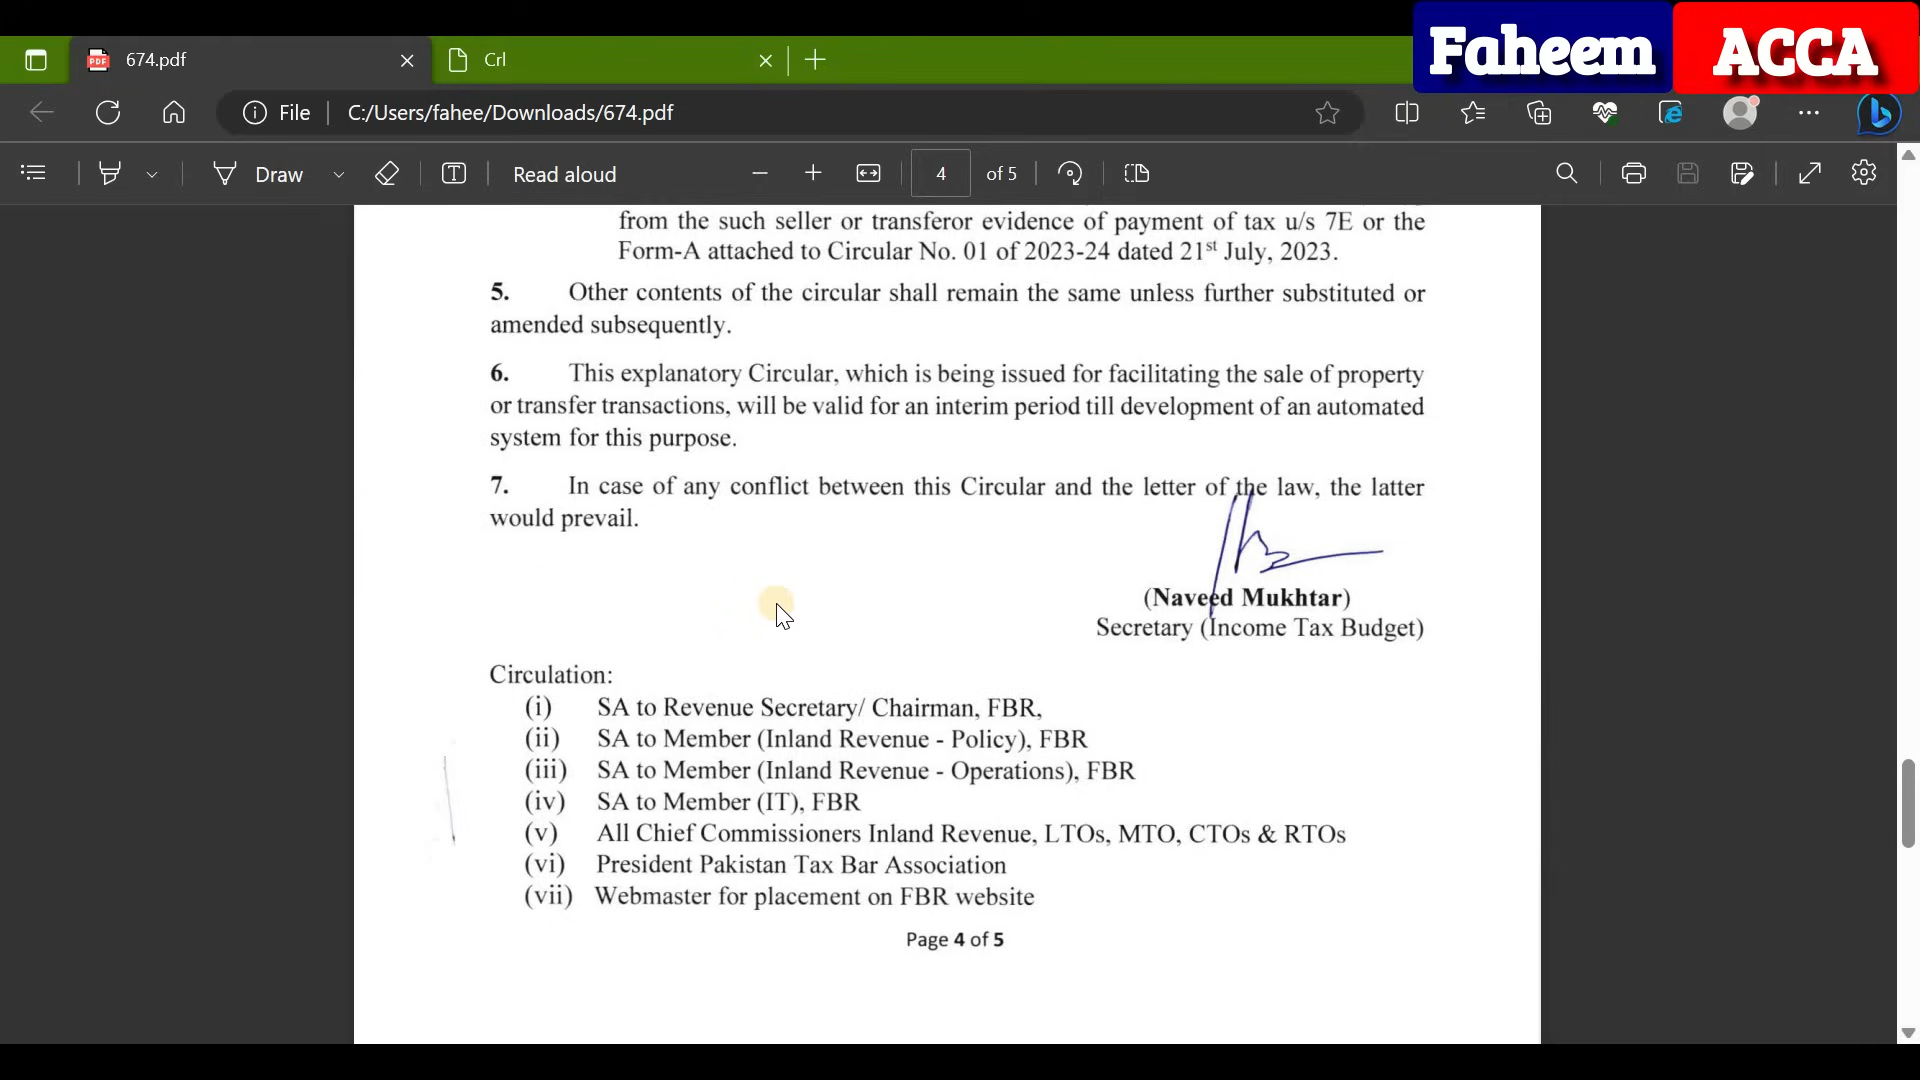 Faheem ACCA
674.pdf
Crl
File
C:/Users/fahee/Downloads/674.pdf
Draw
Read aloud
4 of 5
from the such seller or transferor evidence of payment of tax u/s 7E or the
Form-A attached to Circular No. 01 of 2023-24 dated 21st July, 2023.
5. Other contents of the circular shall remain the same unless further substituted or
amended subsequently.
6. This explanatory Circular, which is being issued for facilitating the sale of property
or transfer transactions, will be valid for an interim period till development of an automated
system for this purpose.
7. In case of any conflict between this Circular and the letter of the law, the latter
would prevail.
(Naveed Mukhtar)
Secretary (Income Tax Budget)
Circulation:
(i) SA to Revenue Secretary/ Chairman, FBR,
(ii) SA to Member (Inland Revenue - Policy), FBR
(iii) SA to Member (Inland Revenue - Operations), FBR
(iv) SA to Member (IT), FBR
(v) All Chief Commissioners Inland Revenue, LTOs, MTO, CTOs & RTOs
(vi) President Pakistan Tax Bar Association
(vii) Webmaster for placement on FBR website
Page 4 of 5